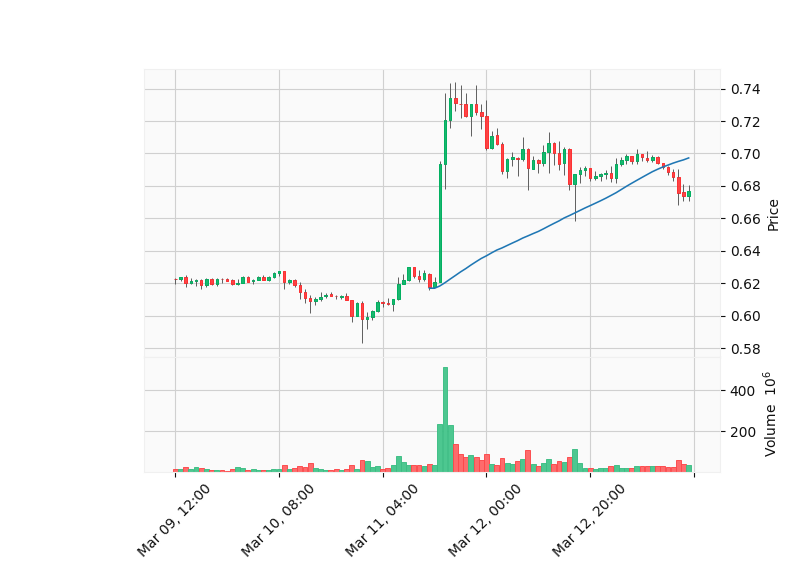 0.74
0.72
0.70
0.68
0.66
0.64
0.62
0.60
0.58
Price
400
200
Volume 10⁶
Mar 09, 12:00
Mar 10, 08:00
Mar 11, 04:00
Mar 12, 00:00
Mar 12, 20:00